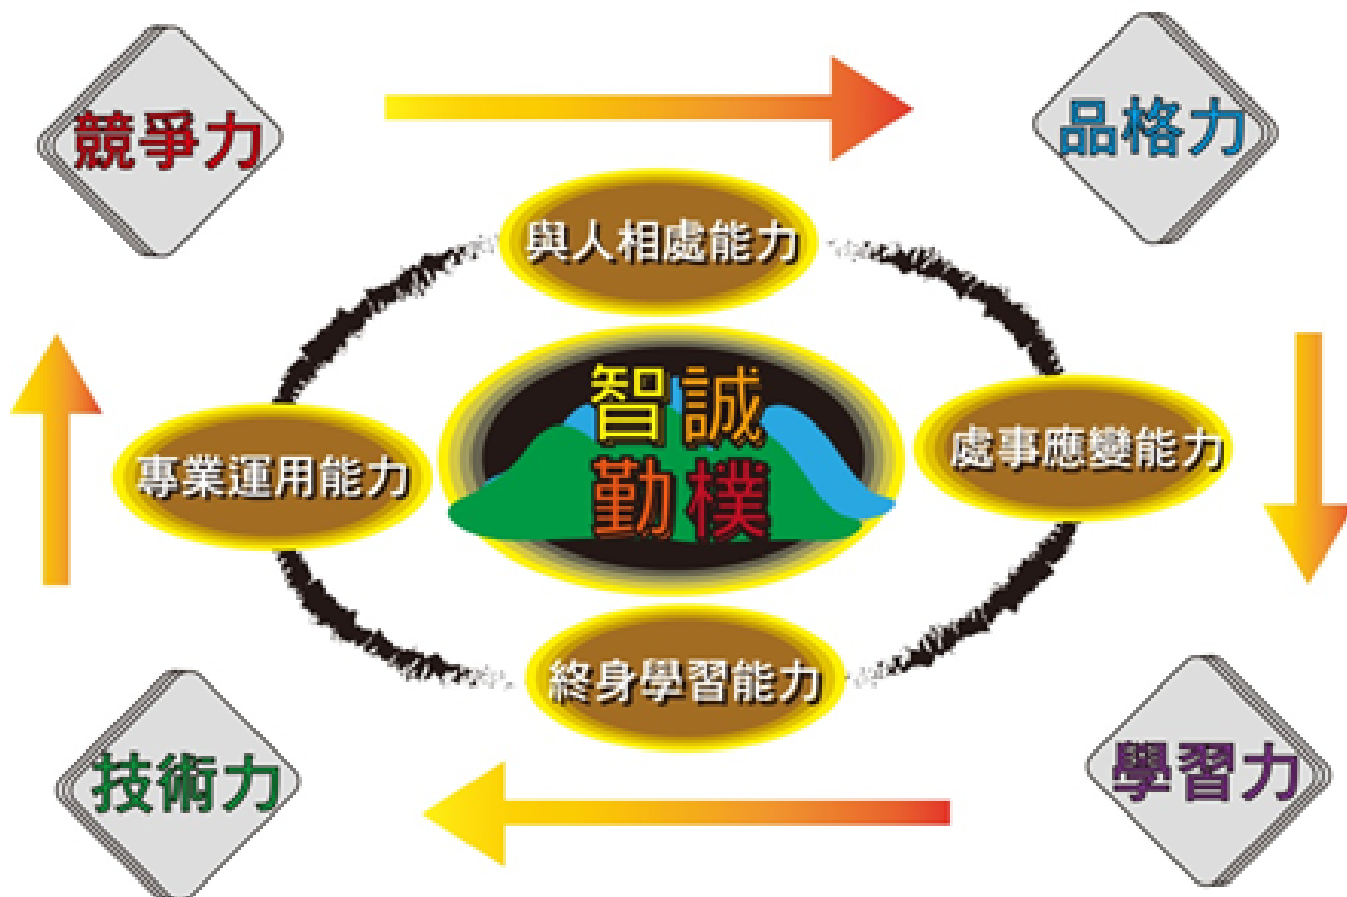 競爭力
品格力
與人相處能力
智誠
勤樸
專業運用能力
處事應變能力
終身學習能力
技術力
學習力